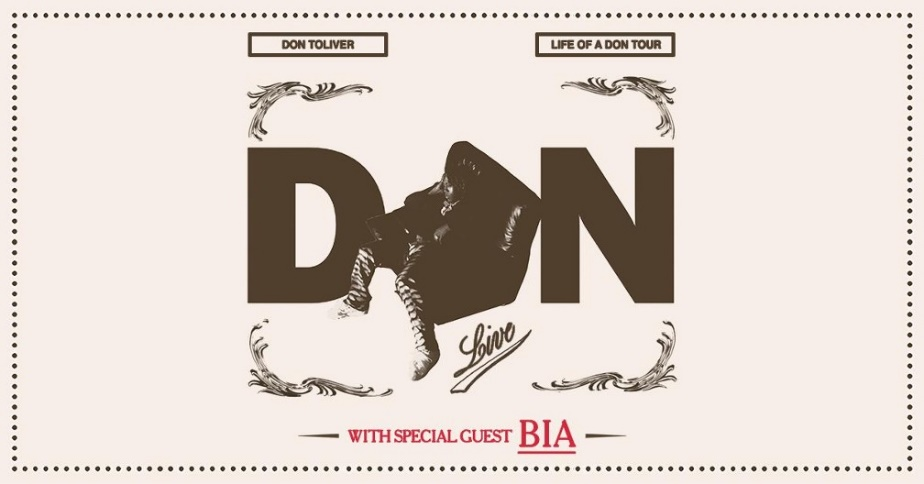 DON TOLIVER
LIFE OF A DON TOUR
DON
Live
WITH SPECIAL GUEST BIA